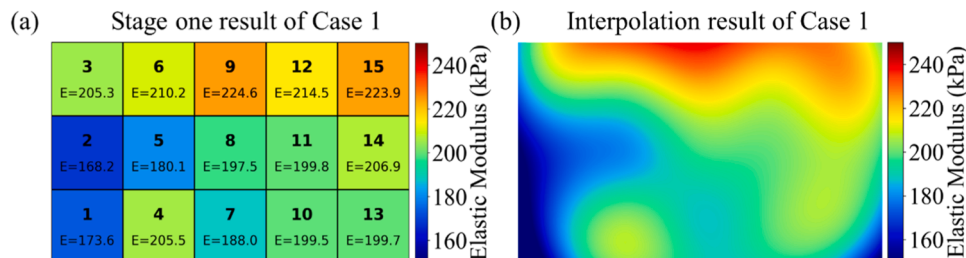 (a) Stage one result of Case 1
3 6 9 12 15
E=205.3 E=210.2 E=224.6 E=214.5 E=223.9
2 5 8 11 14
E=168.2 E=180.1 E=197.5 E=199.8 E=206.9
1 4 7 10 13
E=173.6 E=205.5 E=188.0 E=199.5 E=199.7
240
220
200
180
160
Elastic Modulus (kPa)
(b) Interpolation result of Case 1
240
220
200
180
160
Elastic Modulus (kPa)